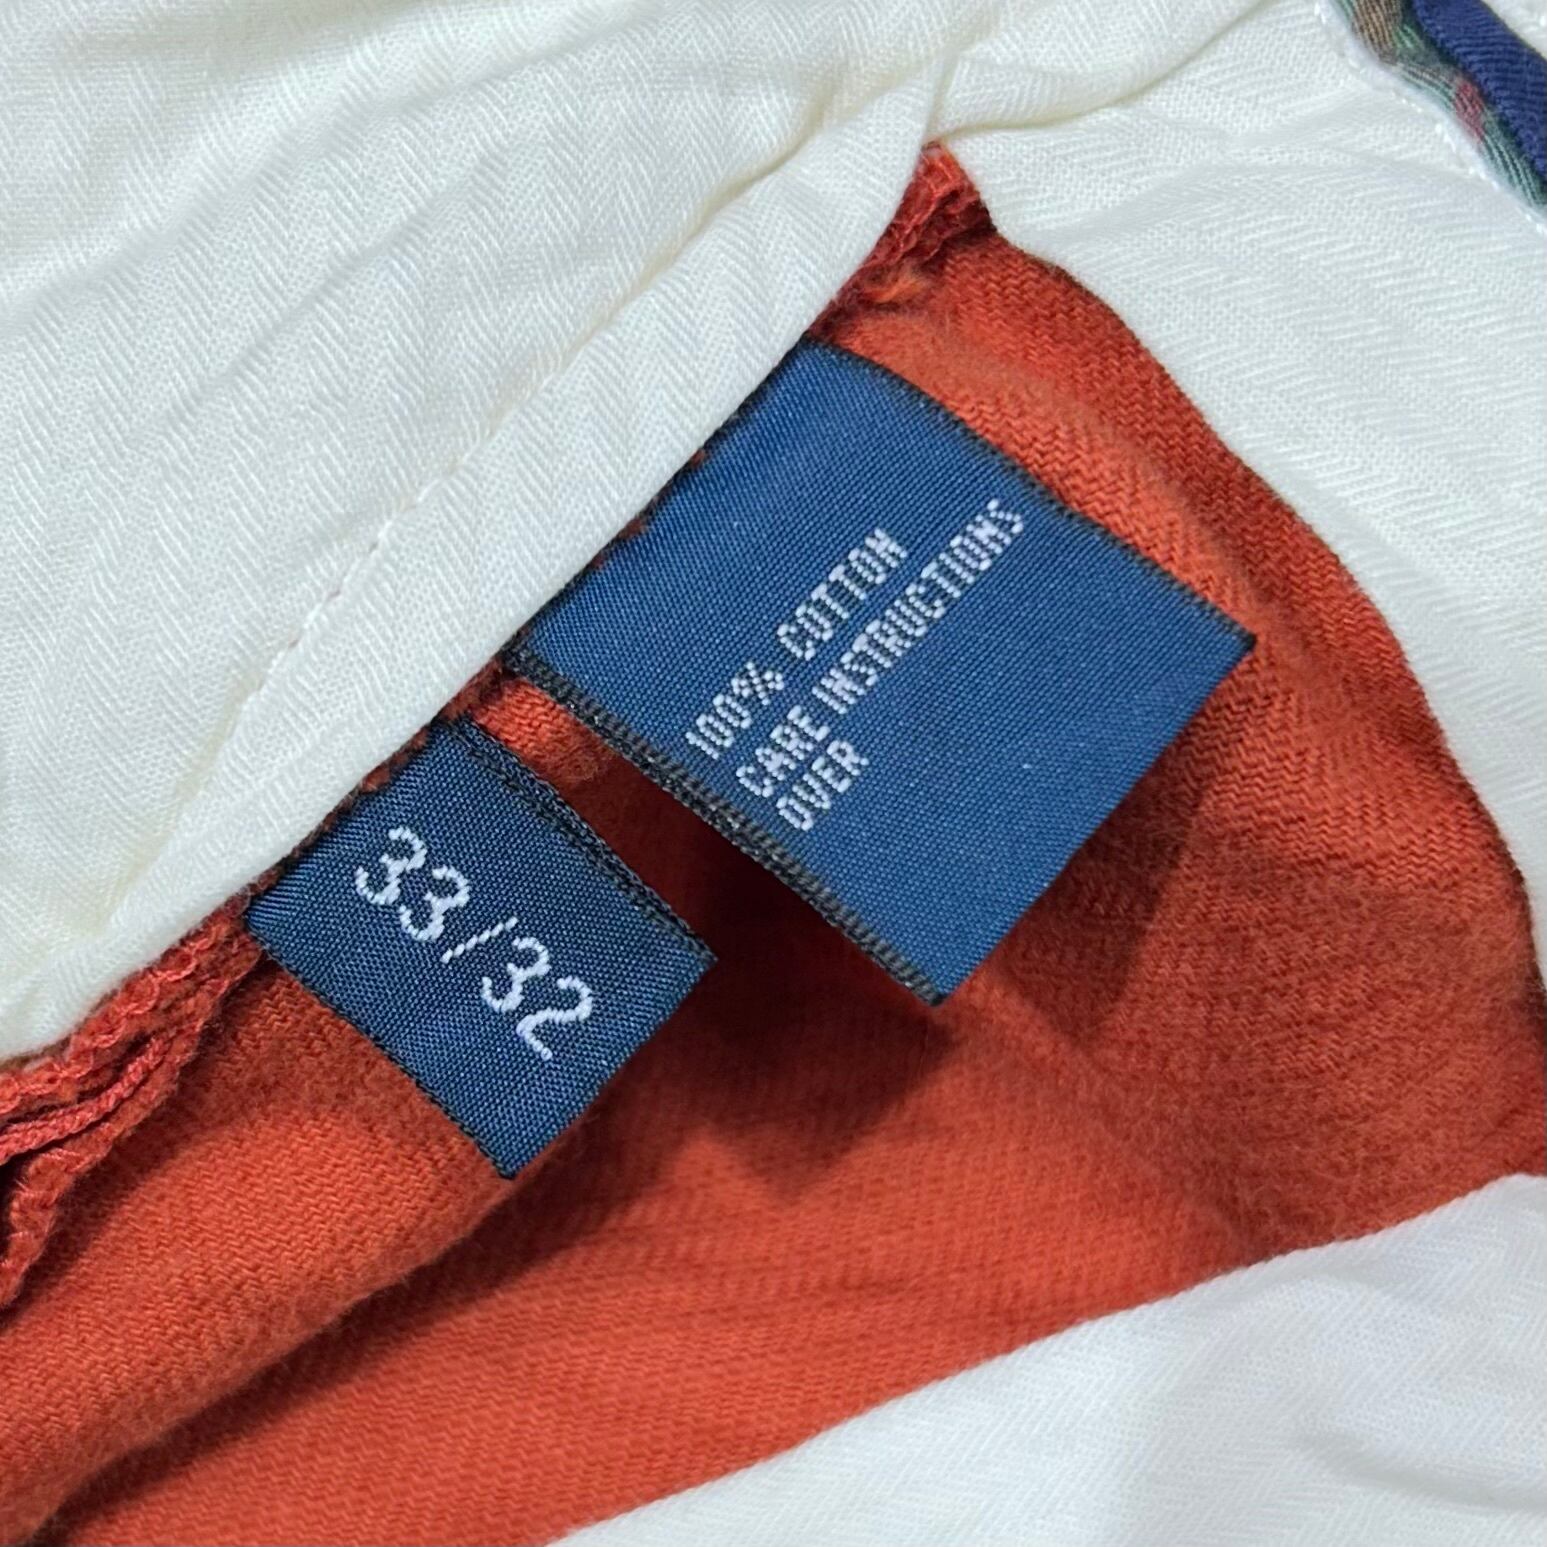 100% COTTON
CARE INSTRUCTIONS
OVER
33/32